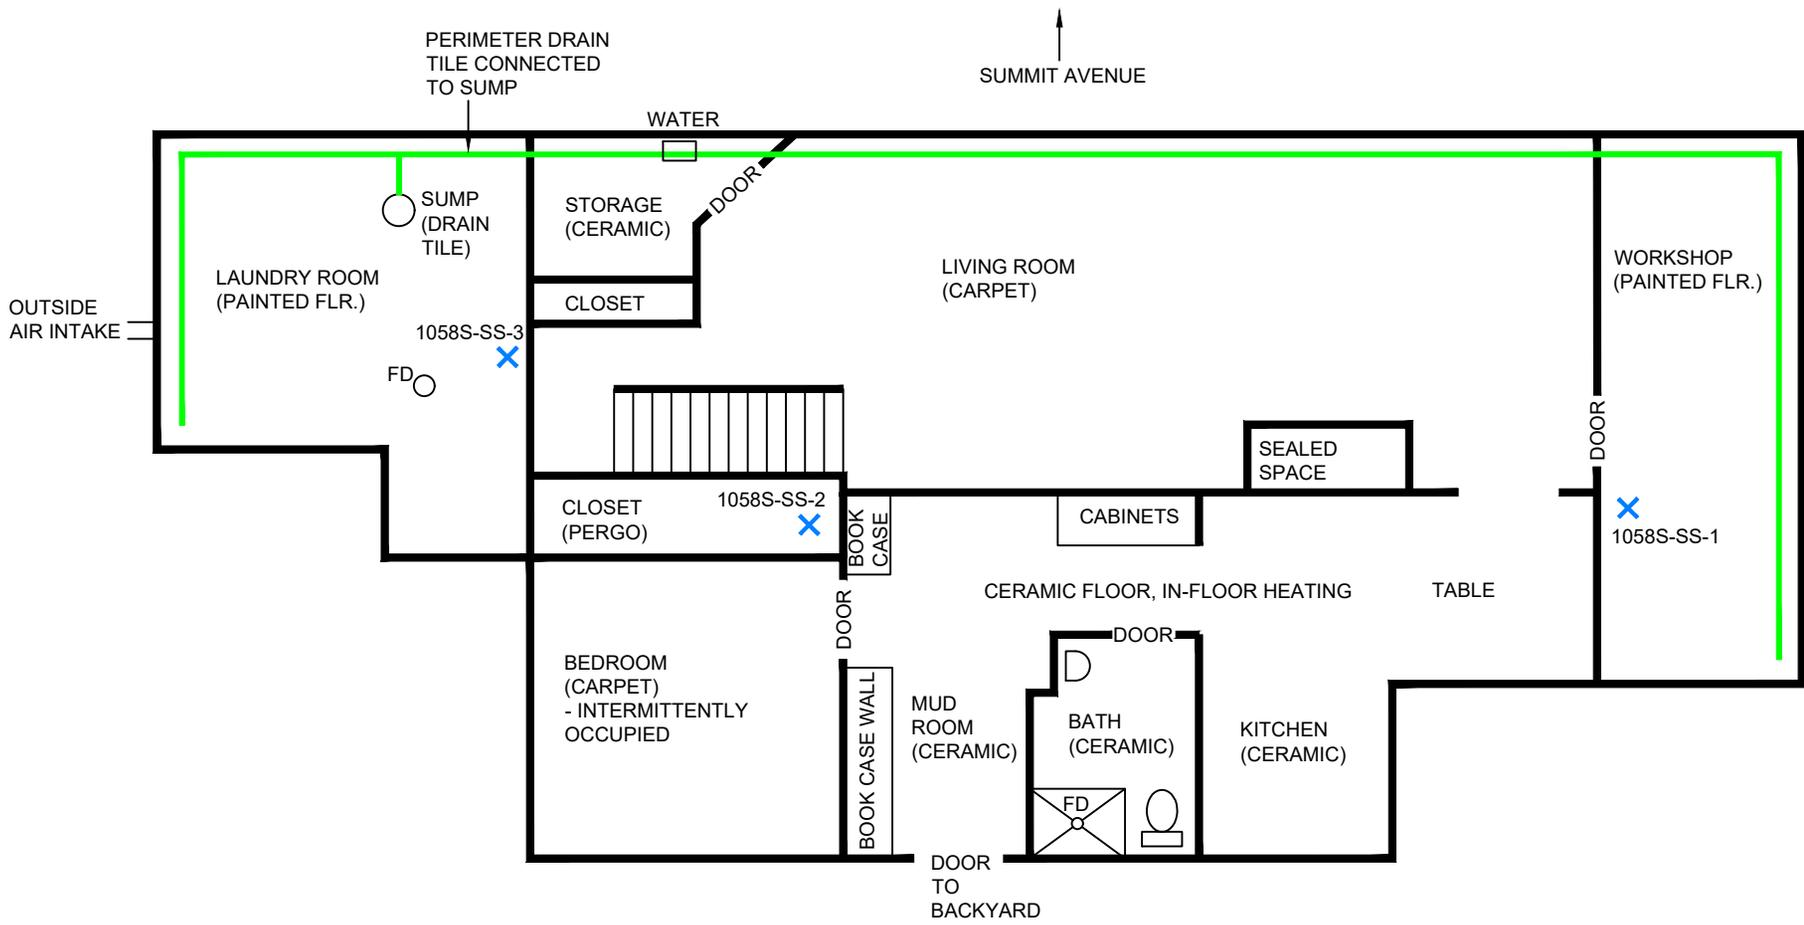 PERIMETER DRAIN
TILE CONNECTED
TO SUMP
SUMMIT AVENUE
WATER
DOOR
SUMP
(DRAIN
TILE)
STORAGE
(CERAMIC)
LAUNDRY ROOM
(PAINTED FLR.)
LIVING ROOM
(CARPET)
WORKSHOP
(PAINTED FLR.)
OUTSIDE
AIR INTAKE
CLOSET
1058S-SS-3
FD
DOOR
SEALED
SPACE
CLOSET
(PERGO)
1058S-SS-2
BOOK
CASE
CABINETS
1058S-SS-1
CERAMIC FLOOR, IN-FLOOR HEATING
TABLE
DOOR
DOOR
BEDROOM
(CARPET)
- INTERMITTENTLY
OCCUPIED
BOOK CASE WALL
MUD
ROOM
(CERAMIC)
BATH
(CERAMIC)
KITCHEN
(CERAMIC)
FD
DOOR
TO
BACKYARD